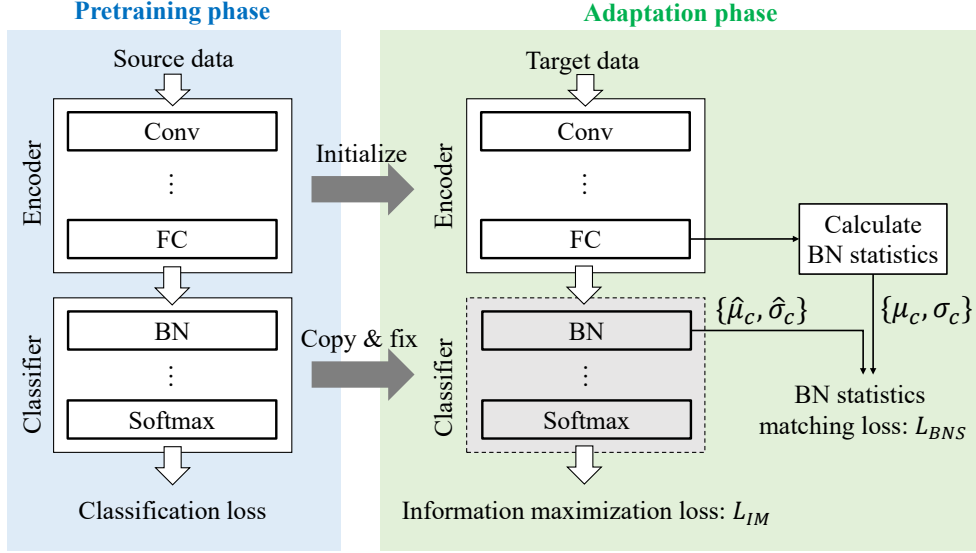 Pretraining phase
Source data
Encoder
Conv
⋮
FC
Classifier
BN
⋮
Softmax
Classification loss
Initialize
Copy & fix
Adaptation phase
Target data
Encoder
Conv
⋮
FC
Calculate
BN statistics
Classifier
BN
⋮
Softmax
{μ̂_c, σ̂_c}
{μ_c, σ_c}
BN statistics
matching loss: L_BNS
Information maximization loss: L_IM